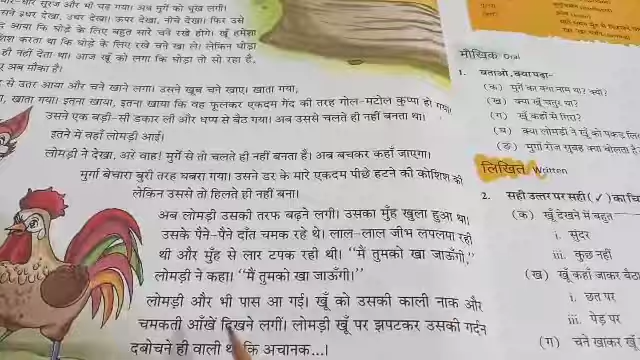 सूरज और भी चढ़ गया। अब मुर्गे को भूख लगी।
इधर देखा, उधर देखा। ऊपर देखा, नीचे देखा। फिर उसे
आया कि घोड़े के लिए बहुत सारे चने रखे होंगे। खूँ हमेशा
करता था कि घोड़े के लिए रखे चने खा ले। लेकिन घोड़ा
ही नहीं देता था। आज खूँ को लगा कि घोड़ा तो सो रहा है,
अब मौका है।
से उतर आया और चने खाने लगा। उसने खूब चने खाए। खाता गया,
खाता गया। इतना खाया, इतना खाया कि वह फूलकर एकदम गेंद की तरह गोल-मटोल कुप्पा हो गया।
उसने एक बड़ी-सी डकार ली और धप्प से बैठ गया। अब उससे चलते ही नहीं बनता था।
इतने में वहाँ लोमड़ी आई।
लोमड़ी ने देखा, अरे वाह! मुर्गे से तो चलते ही नहीं बनता है। अब बचकर कहाँ जाएगा।
मुर्गा बेचारा बुरी तरह घबरा गया। उसने डर के मारे एकदम पीछे हटने की कोशिश की
लेकिन उससे तो हिलते ही नहीं बना।
अब लोमड़ी उसकी तरफ बढ़ने लगी। उसका मुँह खुला हुआ था।
उसके पैने-पैने दाँत चमक रहे थे। लाल-लाल जीभ लपलपा रही
थी और मुँह से लार टपक रही थी। “मैं तुमको खा जाऊँगी,”
लोमड़ी ने कहा। “मैं तुमको खा जाऊँगी।”
लोमड़ी और भी पास आ गई। खूँ को उसकी काली नाक और
चमकती आँखें दिखने लगीं। लोमड़ी खूँ पर झपटकर उसकी गर्दन
दबोचने ही वाली थी कि अचानक...।
मौखिक Oral
1. बताओ, क्या पढ़ा-
(क) मुर्गे का क्या नाम था? क्यों?
(ख) क्या खूँ चतुर था?
(ग) खूँ कहाँ से गिरा?
(घ) क्या लोमड़ी ने खूँ को पकड़
(ङ) मुर्गा रोज सुबह क्या बोलता
लिखित Written
2. सही उत्तर पर सही (✓) का
(क) खूँ देखने में बहुत
i. सुंदर
iii. कुछ नहीं
(ख) खूँ कहाँ जाकर
i. छत पर
iii. पेड़ पर
(ग) चने खाकर खूँ